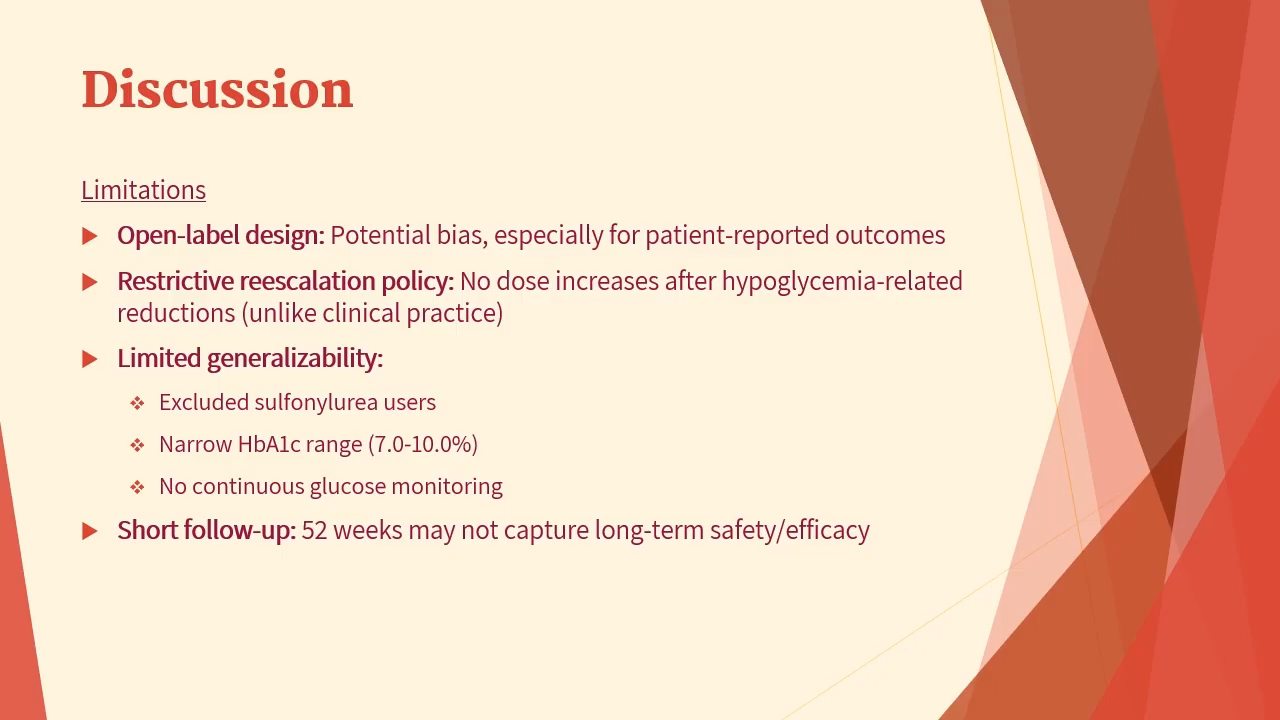 Discussion
Limitations
Open-label design: Potential bias, especially for patient-reported outcomes
Restrictive reescalation policy: No dose increases after hypoglycemia-related
reductions (unlike clinical practice)
Limited generalizability:
Excluded sulfonylurea users
Narrow HbA1c range (7.0-10.0%)
No continuous glucose monitoring
Short follow-up: 52 weeks may not capture long-term safety/efficacy